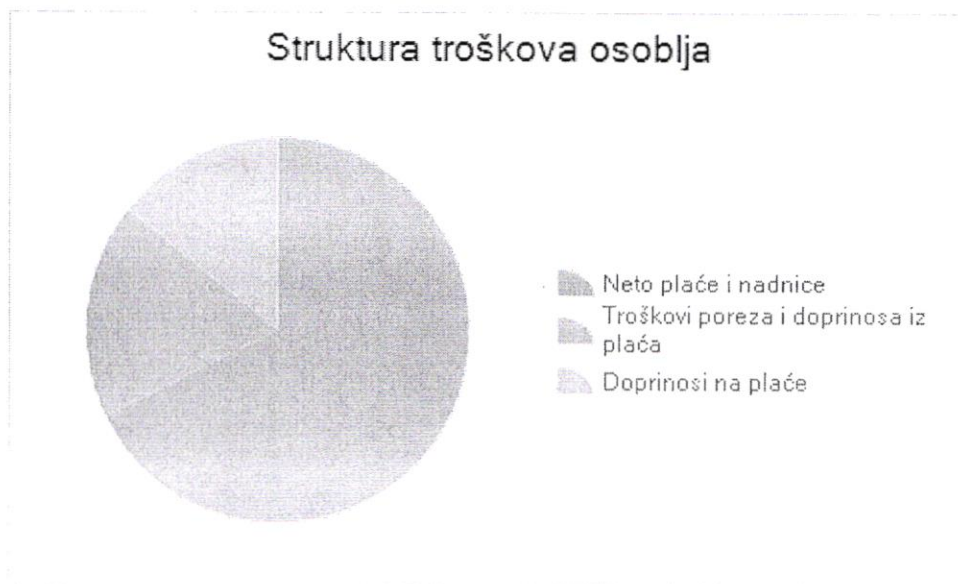 Struktura troškova osoblja
Neto plaće i nadnice
Troškovi poreza i doprinosa iz
plaća
Doprinosi na plaće